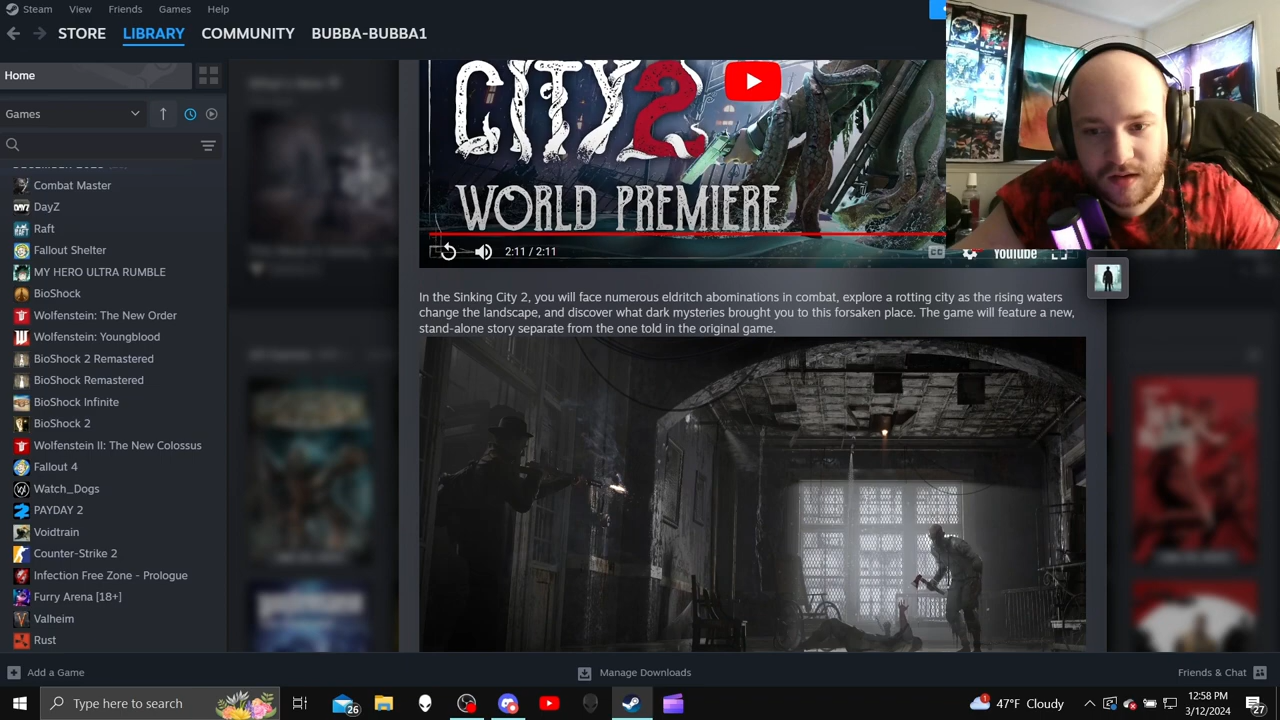 Steam View Friends Games Help
STORE LIBRARY COMMUNITY BUBBA-BUBBA1
Home
Games
Combat Master
DayZ
Raft
Fallout Shelter
MY HERO ULTRA RUMBLE
BioShock
Wolfenstein: The New Order
Wolfenstein: Youngblood
BioShock 2 Remastered
BioShock Remastered
BioShock Infinite
BioShock 2
Wolfenstein II: The New Colossus
Fallout 4
Watch_Dogs
PAYDAY 2
Voidtrain
Counter-Strike 2
Infection Free Zone - Prologue
Furry Arena [18+]
Valheim
Rust
CITY 2
WORLD PREMIERE
2:11 / 2:11
CC
YouTube
In the Sinking City 2, you will face numerous eldritch abominations in combat, explore a rotting city as the rising waters
change the landscape, and discover what dark mysteries brought you to this forsaken place. The game will feature a new,
stand-alone story separate from the one told in the original game.
Add a Game
Manage Downloads
Friends & Chat
Type here to search
26
1
47°F Cloudy
12:58 PM
3/12/2024
27